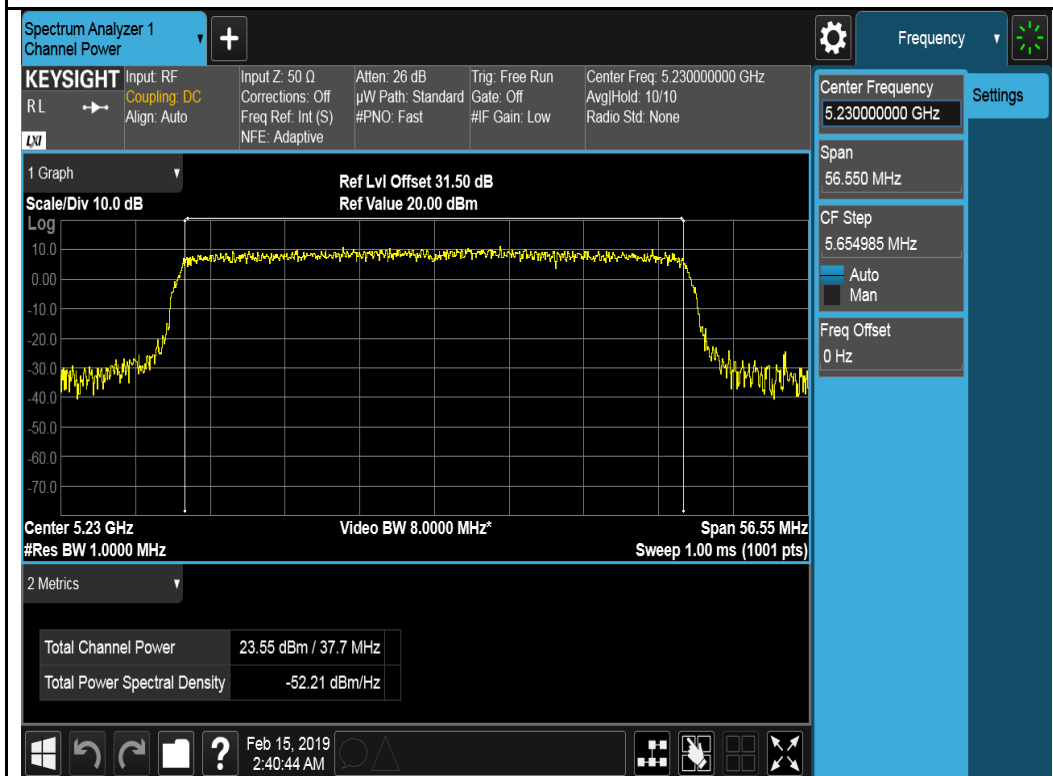 Spectrum Analyzer 1
Channel Power
+
Frequency
KEYSIGHT
RL
LXI
Input: RF
Coupling: DC
Align: Auto
Input Z: 50 Ω
Corrections: Off
Freq Ref: Int (S)
NFE: Adaptive
Atten: 26 dB
µW Path: Standard
#PNO: Fast
Trig: Free Run
Gate: Off
#IF Gain: Low
Center Freq: 5.230000000 GHz
Avg|Hold: 10/10
Radio Std: None
Center Frequency
5.230000000 GHz
Settings
Span
56.550 MHz
CF Step
5.654985 MHz
Auto
Man
Freq Offset
0 Hz
1 Graph
Scale/Div 10.0 dB
Ref Lvl Offset 31.50 dB
Ref Value 20.00 dBm
Log
10.0
0.00
-10.0
-20.0
-30.0
-40.0
-50.0
-60.0
-70.0
Center 5.23 GHz
#Res BW 1.0000 MHz
Video BW 8.0000 MHz*
Span 56.55 MHz
Sweep 1.00 ms (1001 pts)
2 Metrics
Total Channel Power 23.55 dBm / 37.7 MHz
Total Power Spectral Density -52.21 dBm/Hz
?
Feb 15, 2019
2:40:44 AM